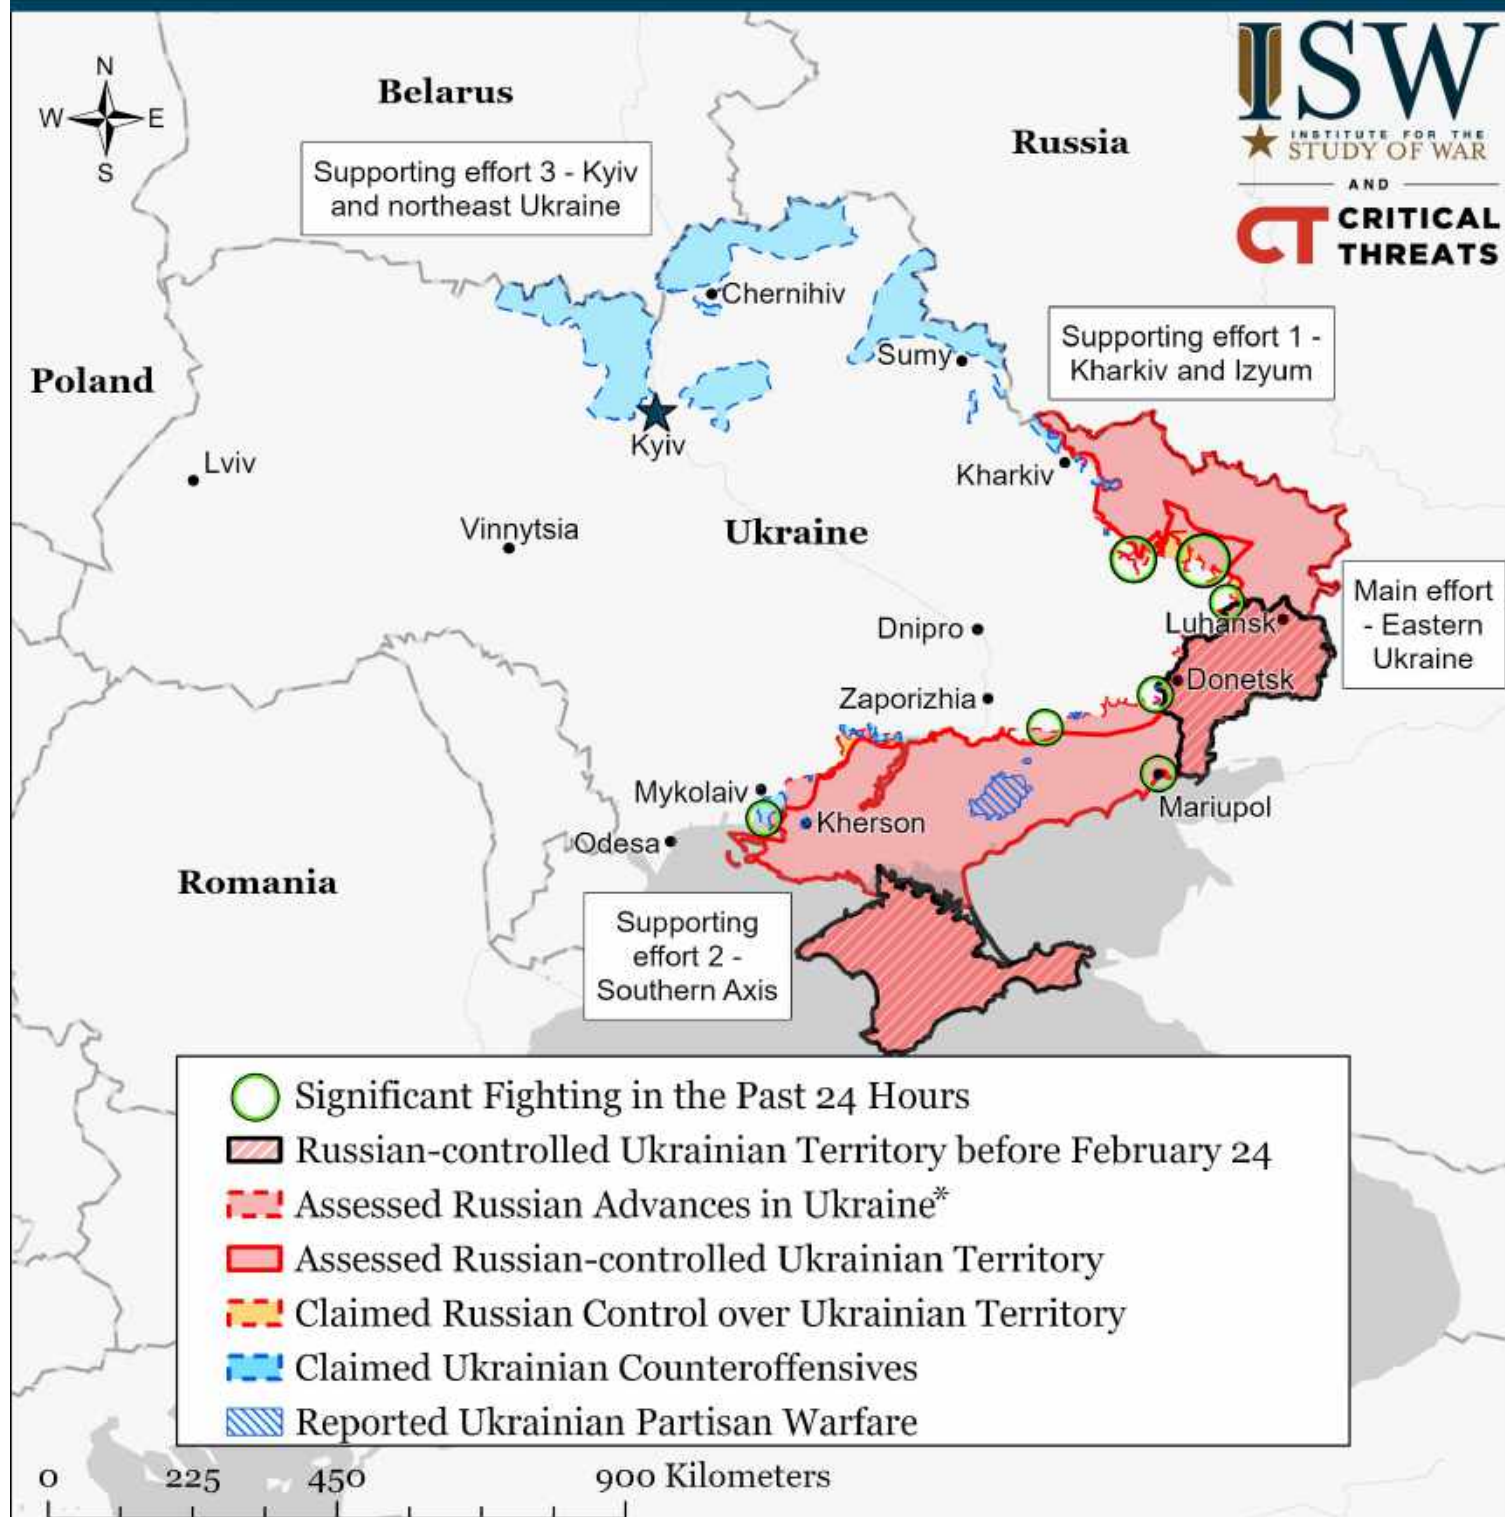 N
W
E
S
Belarus
Russia
ISW
INSTITUTE FOR THE
STUDY OF WAR
AND
CT CRITICAL
THREATS
Supporting effort 3 - Kyiv
and northeast Ukraine
Chernihiv
Supporting effort 1 -
Kharkiv and Izyum
Sumy
Poland
Kyiv
Lviv
Kharkiv
Vinnytsia
Ukraine
Main effort
- Eastern
Ukraine
Luhansk
Dnipro
Donetsk
Zaporizhia
Mykolaiv
Mariupol
Kherson
Odesa
Romania
Supporting
effort 2 -
Southern Axis
Significant Fighting in the Past 24 Hours
Russian-controlled Ukrainian Territory before February 24
Assessed Russian Advances in Ukraine*
Assessed Russian-controlled Ukrainian Territory
Claimed Russian Control over Ukrainian Territory
Claimed Ukrainian Counteroffensives
Reported Ukrainian Partisan Warfare
0 225 450 900 Kilometers